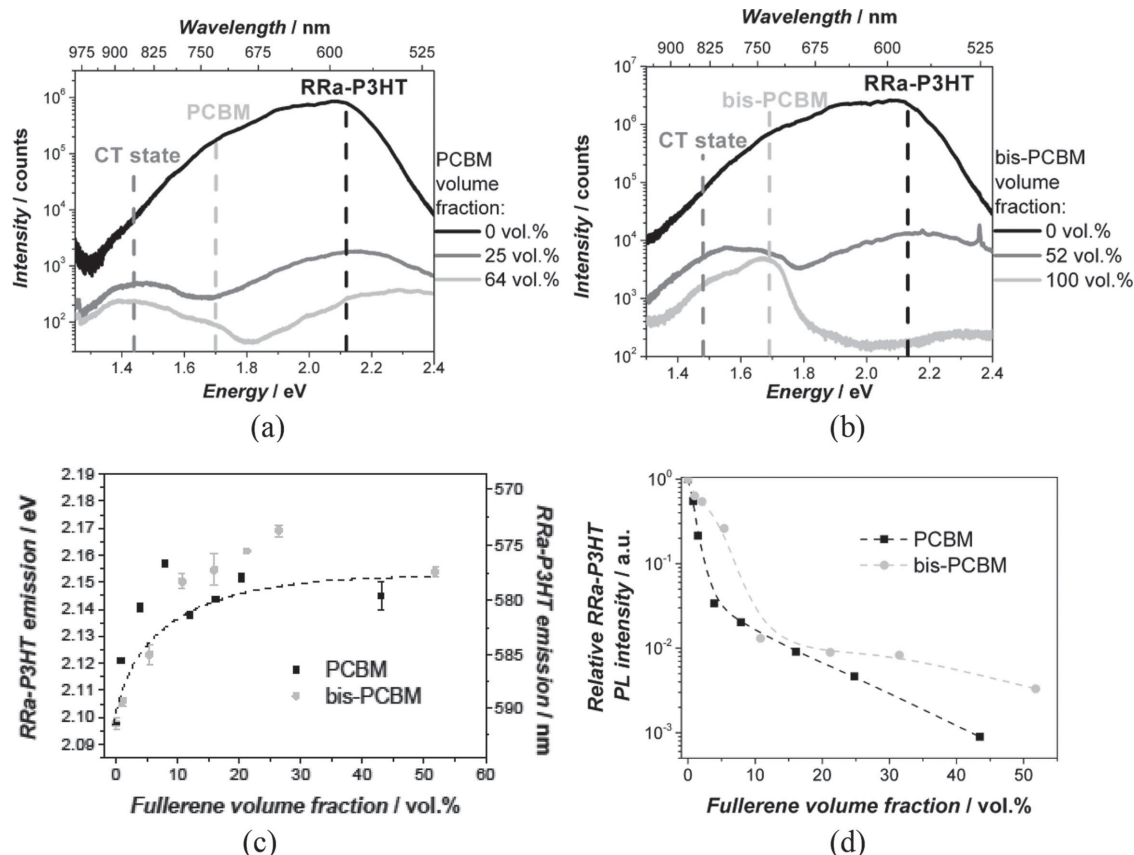 (a)
Wavelength / nm
975 900 825 750 675 600 525
RRa-P3HT
PCBM
CT state
PCBM
volume
fraction:
0 vol.%
25 vol.%
64 vol.%
Intensity / counts
10^6
10^5
10^4
10^3
10^2
1.4 1.6 1.8 2.0 2.2 2.4
Energy / eV
(a)
(b)
Wavelength / nm
900 825 750 675 600 525
RRa-P3HT
bis-PCBM
CT state
bis-PCBM
volume
fraction:
0 vol.%
52 vol.%
100 vol.%
Intensity / counts
10^7
10^6
10^5
10^4
10^3
10^2
1.4 1.6 1.8 2.0 2.2 2.4
Energy / eV
(b)
RRa-P3HT emission / eV
2.19
2.18
2.17
2.16
2.15
2.14
2.13
2.12
2.11
2.10
2.09
570
575
580
585
590
RRa-P3HT emission / nm
PCBM
bis-PCBM
0 10 20 30 40 50 60
Fullerene volume fraction / vol.%
(c)
Relative RRa-P3HT
PL intensity / a.u.
10^0
10^-1
10^-2
10^-3
PCBM
bis-PCBM
0 10 20 30 40 50
Fullerene volume fraction / vol.%
(d)